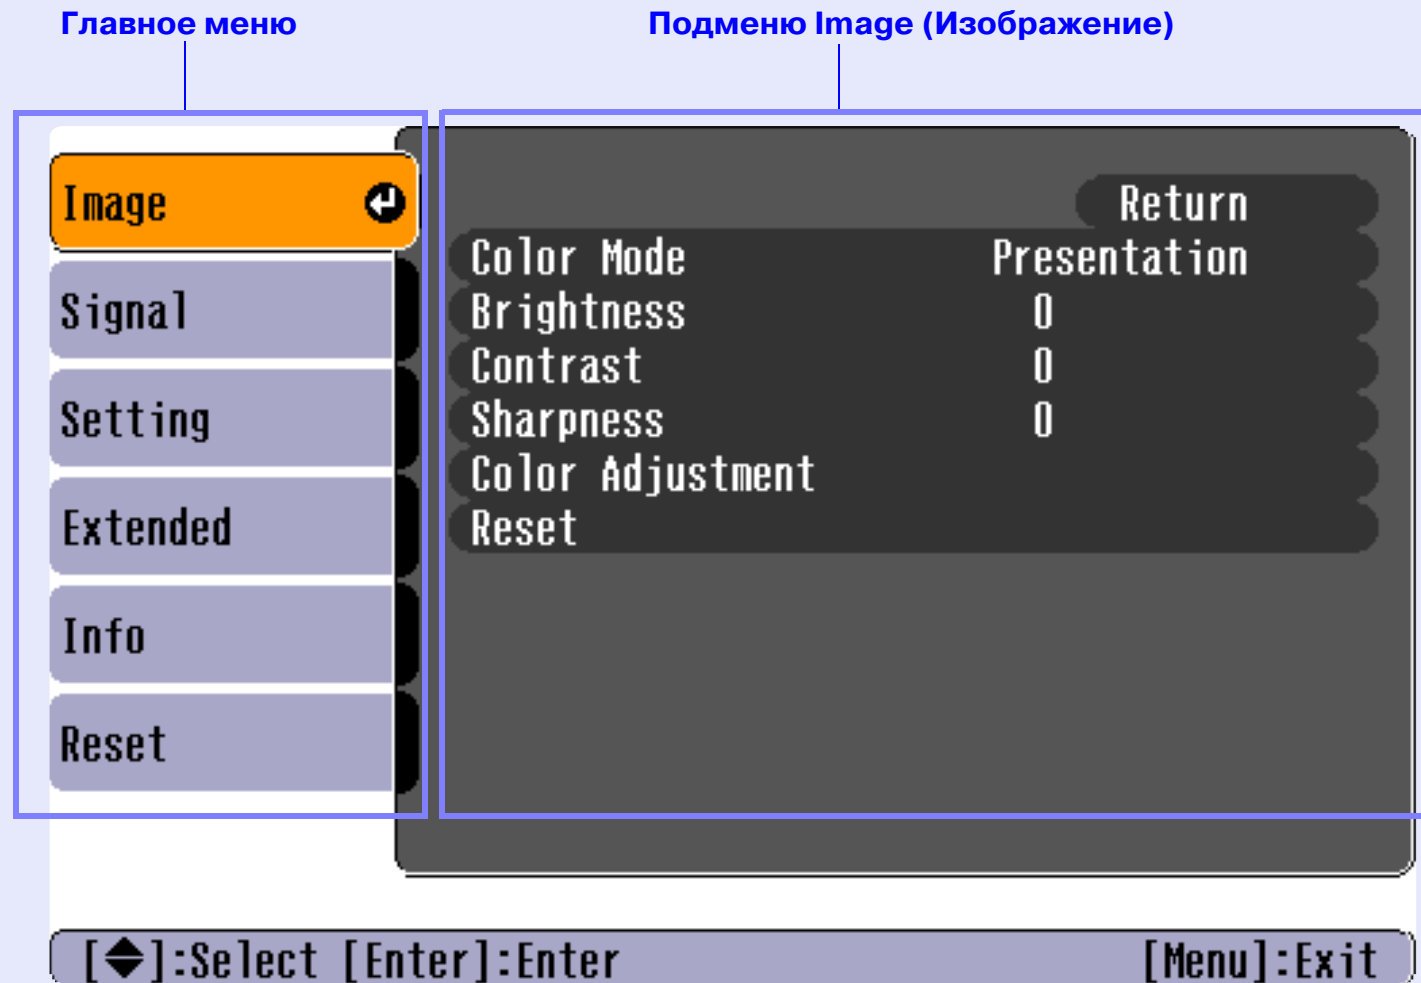 Главное меню
Подменю Image (Изображение)
Image
Signal
Setting
Extended
Info
Reset
Return
Color Mode Presentation
Brightness 0
Contrast 0
Sharpness 0
Color Adjustment
Reset
[◆]:Select [Enter]:Enter [Menu]:Exit